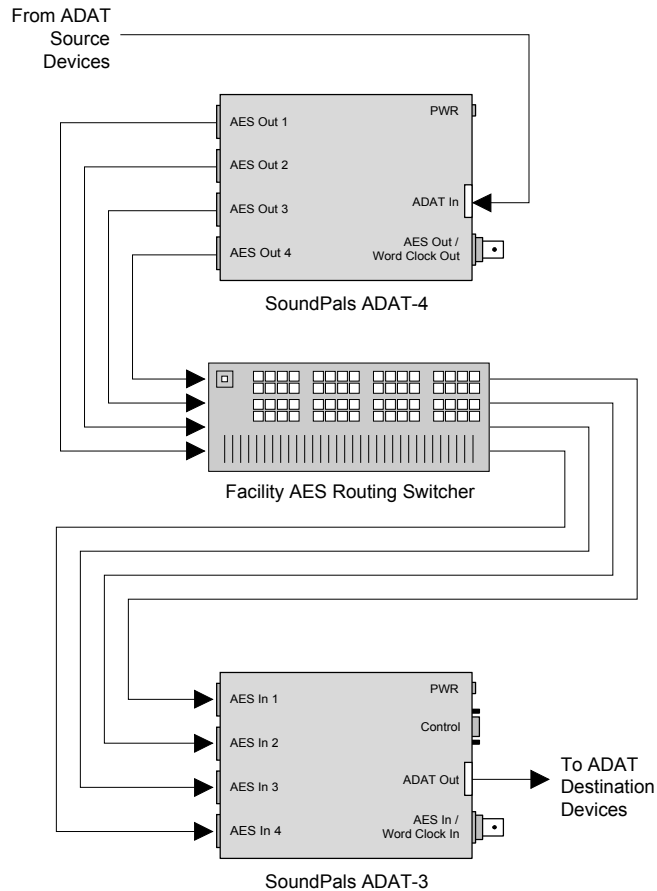 From ADAT
Source
Devices
AES Out 1
AES Out 2
AES Out 3
AES Out 4
PWR
ADAT In
AES Out /
Word Clock Out
SoundPals ADAT-4
Facility AES Routing Switcher
AES In 1
AES In 2
AES In 3
AES In 4
PWR
Control
ADAT Out
AES In /
Word Clock In
To ADAT
Destination
Devices
SoundPals ADAT-3